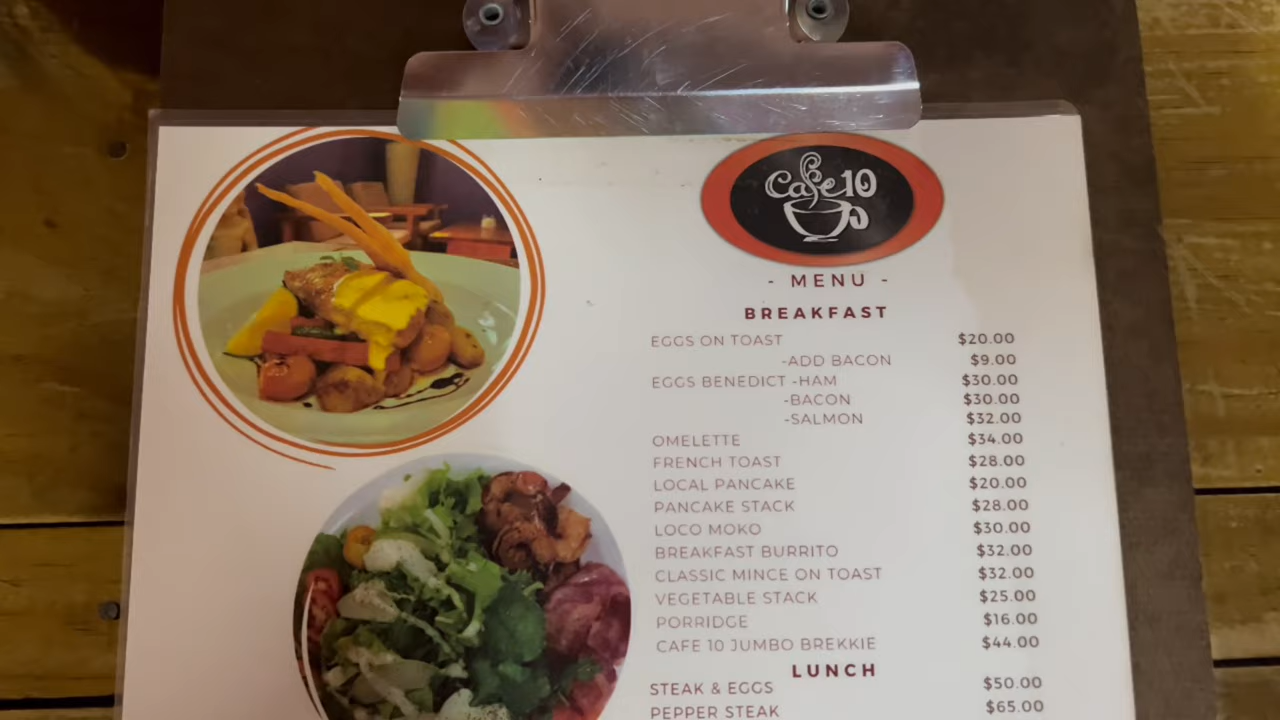 Cafe 10
- MENU -
BREAKFAST
EGGS ON TOAST $20.00
-ADD BACON $9.00
EGGS BENEDICT -HAM $30.00
-BACON $30.00
-SALMON $32.00
OMELETTE $34.00
FRENCH TOAST $28.00
LOCAL PANCAKE $20.00
PANCAKE STACK $28.00
LOCO MOKO $30.00
BREAKFAST BURRITO $32.00
CLASSIC MINCE ON TOAST $32.00
VEGETABLE STACK $25.00
PORRIDGE $16.00
CAFE 10 JUMBO BREKKIE $44.00
LUNCH
STEAK & EGGS $50.00
PEPPER STEAK $65.00